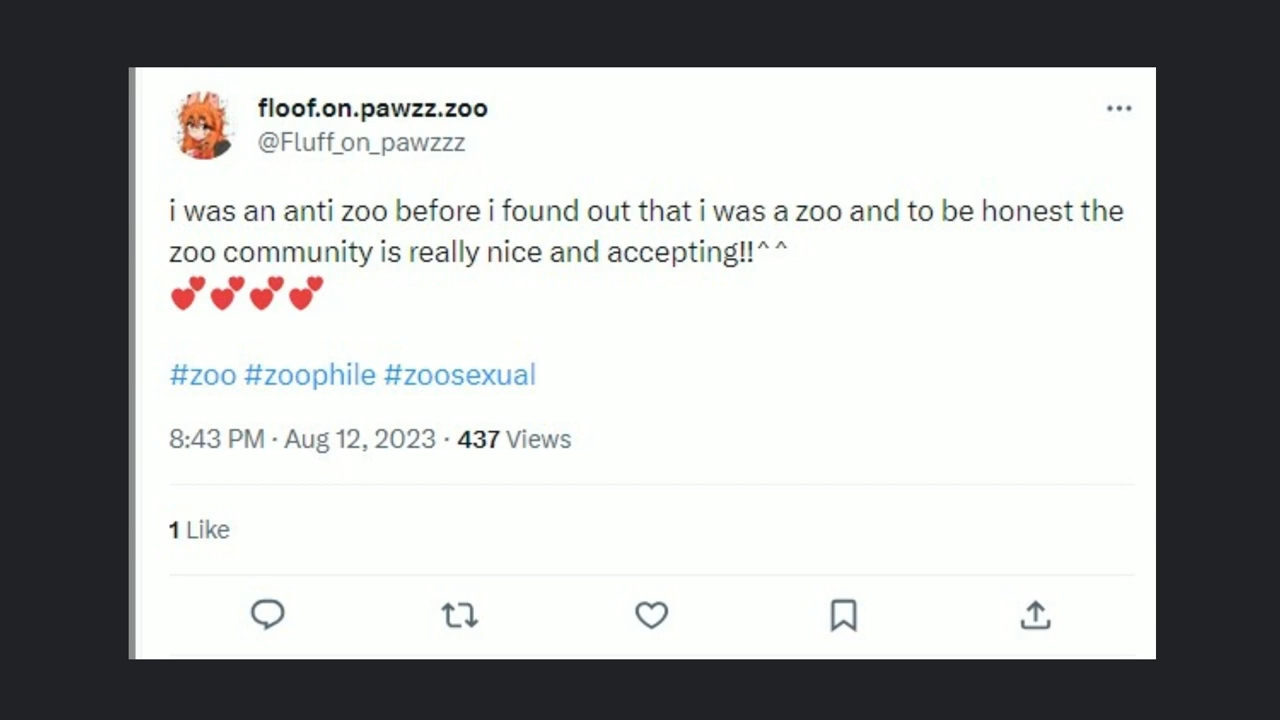 floof.on.pawzz.zoo
@Fluff_on_pawzzz
i was an anti zoo before i found out that i was a zoo and to be honest the
zoo community is really nice and accepting!!^^
💕💕💕💕
#zoo #zoophile #zoosexual
8:43 PM · Aug 12, 2023 · 437 Views
1 Like